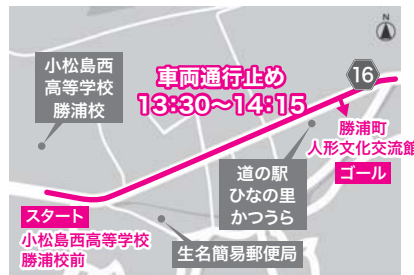 N
小松島西
高等学校
勝浦校
車両通行止め
13:30〜14:15
16
勝浦町
人形文化交流館
ゴール
道の駅
ひなの里
かつうら
スタート
小松島西高等学校
勝浦校前
生名簡易郵便局